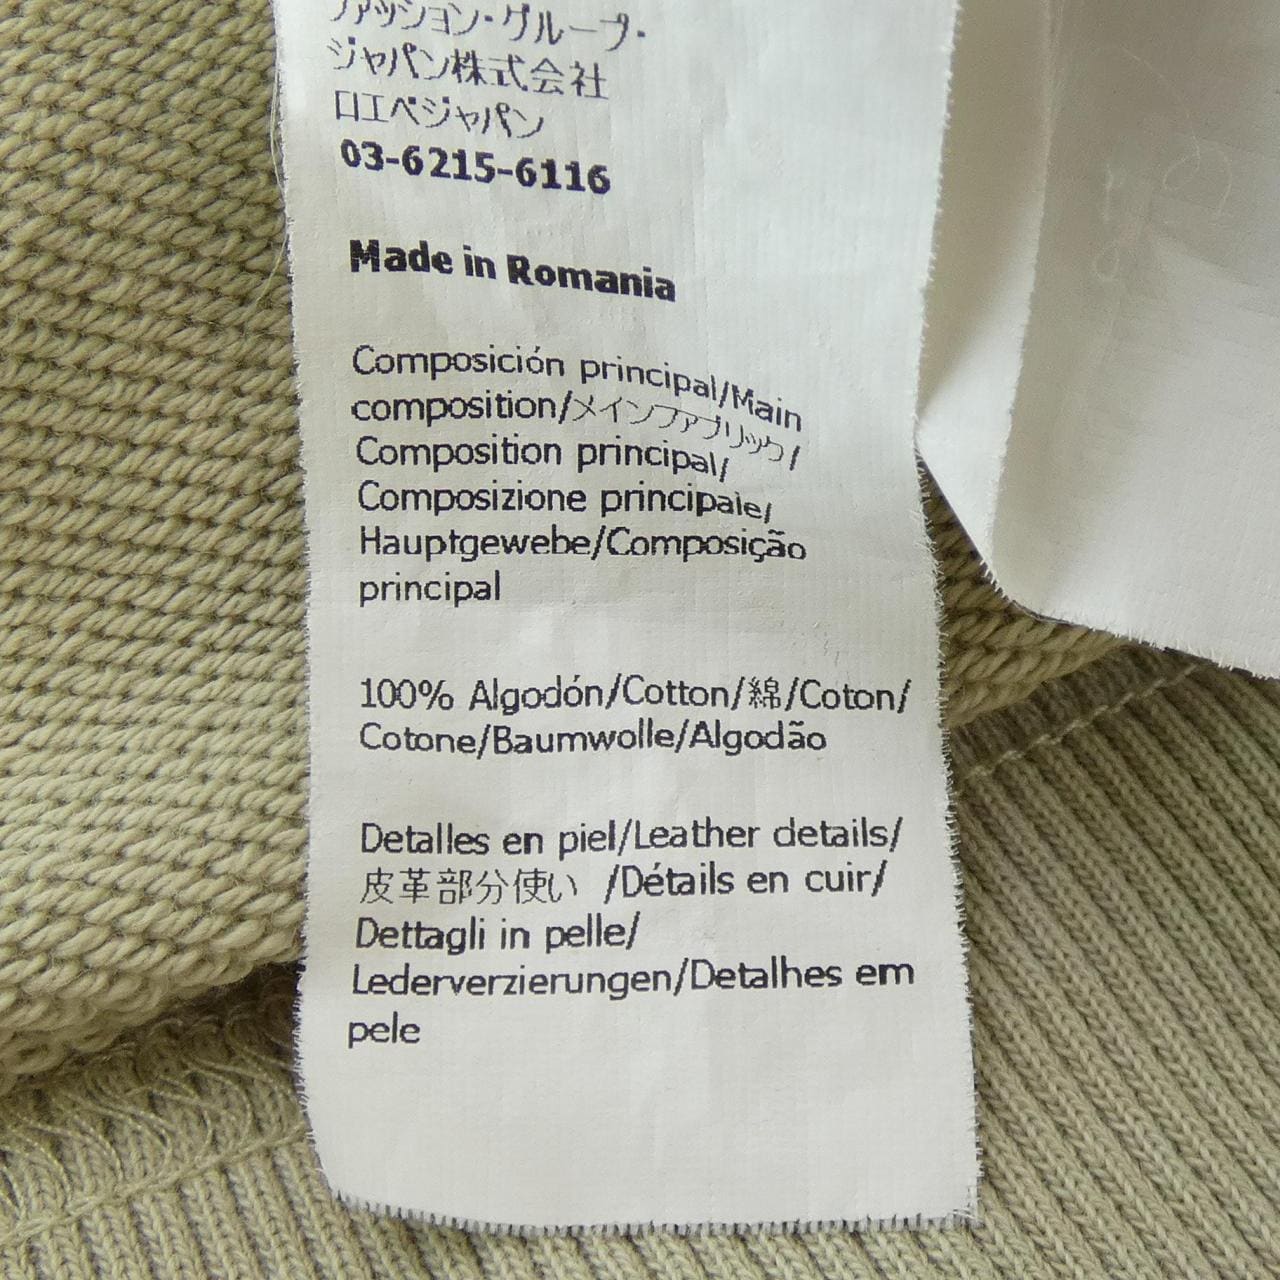 ファッション・グループ・
ジャパン株式会社
ロエベジャパン
03-6215-6116
Made in Romania
Composición principal/Main
composition/メインファブリック/
Composition principal/
Composizione principale/
Hauptgewebe/Composição
principal
100% Algodón/Cotton/綿/Coton/
Cotone/Baumwolle/Algodão
Detalles en piel/Leather details/
皮革部分使い /Détails en cuir/
Dettagli in pelle/
Lederverzierungen/Detalhes em
pele